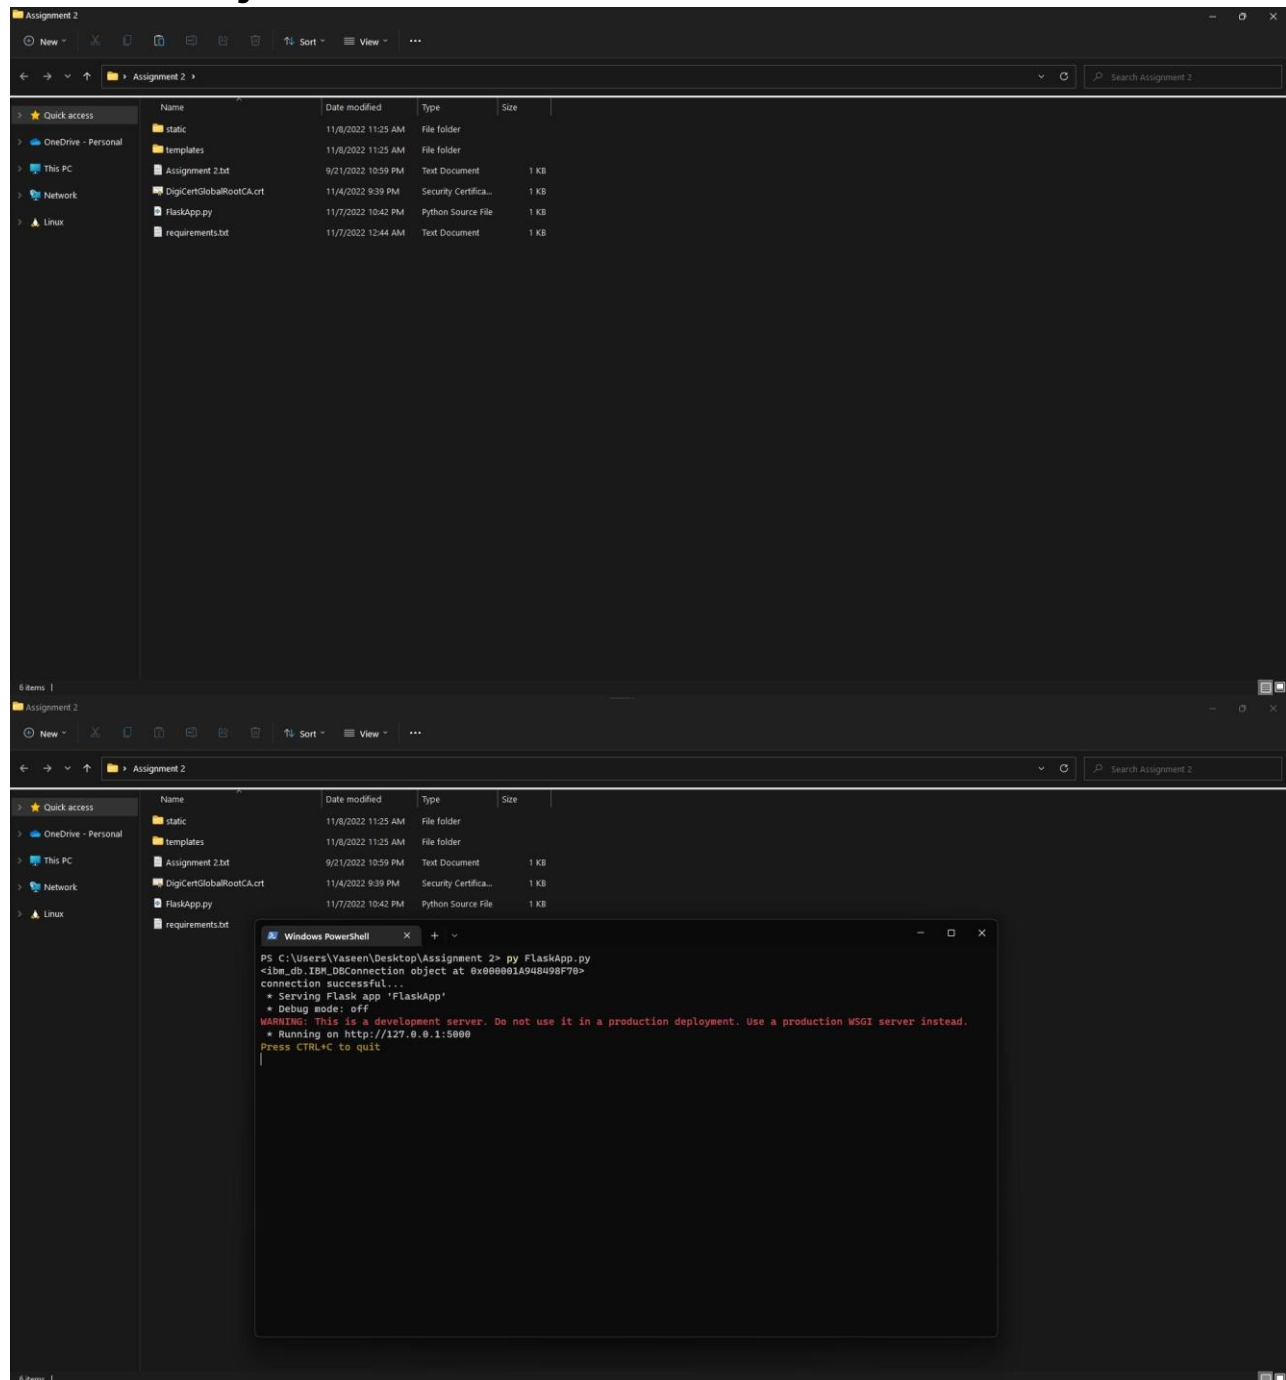 Assignment 2
New Sort View ...
Assignment 2 Search Assignment 2
Name Date modified Type Size
Quick access
static 11/8/2022 11:25 AM File folder
OneDrive - Personal
templates 11/8/2022 11:25 AM File folder
This PC
Assignment 2.txt 9/21/2022 10:59 PM Text Document 1 KB
Network
DigiCertGlobalRootCA.crt 11/4/2022 9:39 PM Security Certifica... 1 KB
FlaskApp.py 11/7/2022 10:42 PM Python Source File 1 KB
Linux
requirements.txt 11/7/2022 12:44 AM Text Document 1 KB
6 items
Assignment 2
New Sort View ...
Assignment 2 Search Assignment 2
Name Date modified Type Size
Quick access
static 11/8/2022 11:25 AM File folder
OneDrive - Personal
templates 11/8/2022 11:25 AM File folder
This PC
Assignment 2.txt 9/21/2022 10:59 PM Text Document 1 KB
Network
DigiCertGlobalRootCA.crt 11/4/2022 9:39 PM Security Certifica... 1 KB
FlaskApp.py 11/7/2022 10:42 PM Python Source File 1 KB
Linux
requirements.txt
Windows PowerShell
PS C:\Users\Yaseen\Desktop\Assignment 2> py FlaskApp.py
<ibm_db.IBM_DBConnection object at 0x000001A948498F70>
connection successful...
* Serving Flask app 'FlaskApp'
* Debug mode: off
WARNING: This is a development server. Do not use it in a production deployment. Use a production WSGI server instead.
* Running on http://127.0.0.1:5000
Press CTRL+C to quit
6 items